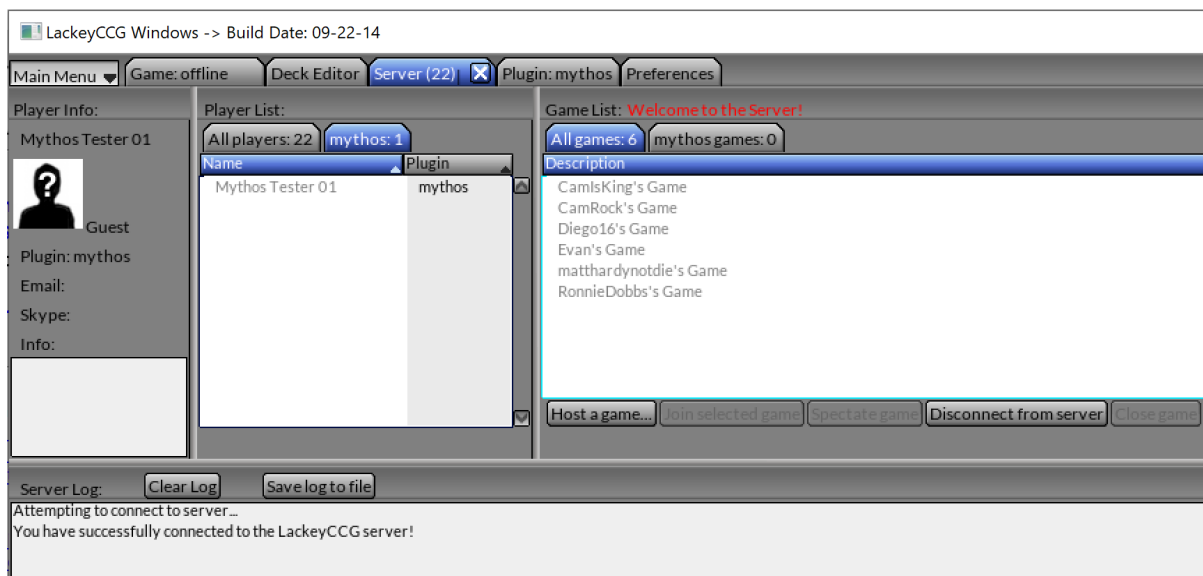 LackeyCCG Windows -> Build Date: 09-22-14
Main Menu Game: offline Deck Editor Server (22) Plugin: mythos Preferences
Player Info:
Mythos Tester 01
Guest
Plugin: mythos
Email:
Skype:
Info:
Player List:
All players: 22 mythos: 1
Name Plugin
Mythos Tester 01 mythos
Game List: Welcome to the Server!
All games: 6 mythos games: 0
Description
CamIsKing's Game
CamRock's Game
Diego16's Game
Evan's Game
matthardynotdie's Game
RonnieDobbs's Game
Host a game... Join selected game Spectate game Disconnect from server Close game
Server Log: Clear Log Save log to file
Attempting to connect to server...
You have successfully connected to the LackeyCCG server!